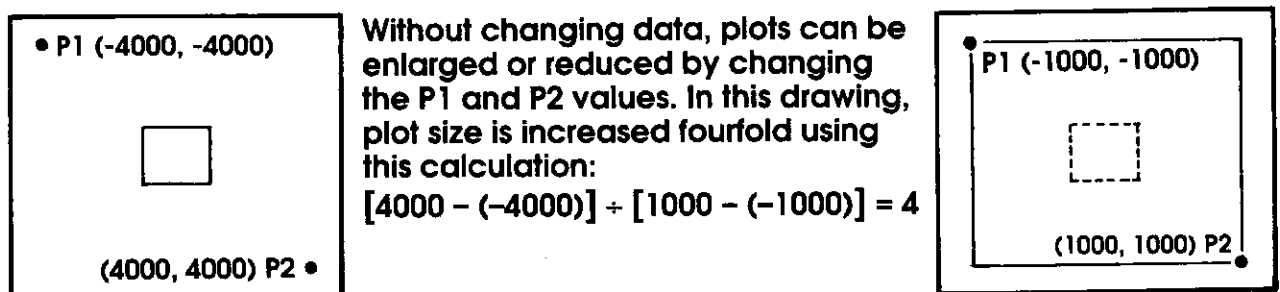 P1 (-4000, -4000)
(4000, 4000) P2
Without changing data, plots can be
enlarged or reduced by changing
the P1 and P2 values. In this drawing,
plot size is increased fourfold using
this calculation:
[4000 – (–4000)] ÷ [1000 – (–1000)] = 4
P1 (-1000, -1000)
(1000, 1000) P2